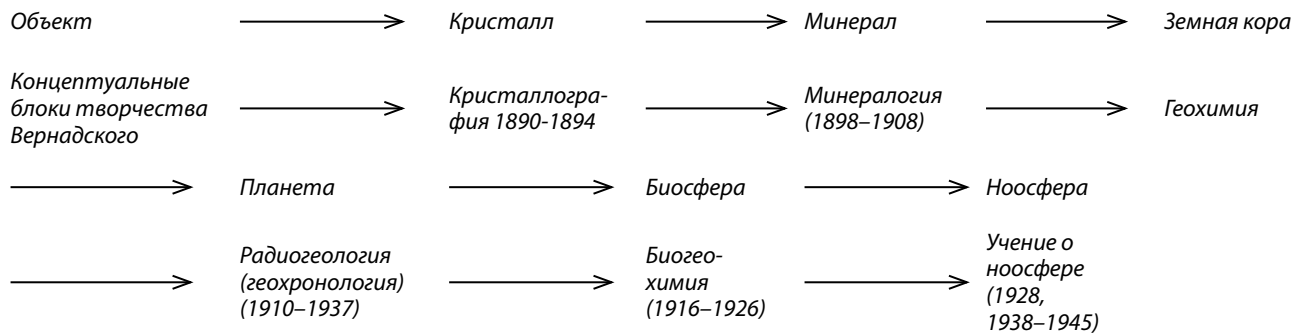 Объект Кристалл Минерал Земная кора
Концептуальные
блоки творчества
Вернадского
Кристаллогра-
фия 1890-1894
Минералогия
(1898–1908)
Геохимия
Планета Биосфера Ноосфера
Радиогеология
(геохронология)
(1910–1937)
Биогео-
химия
(1916–1926)
Учение о
ноосфере
(1928,
1938–1945)